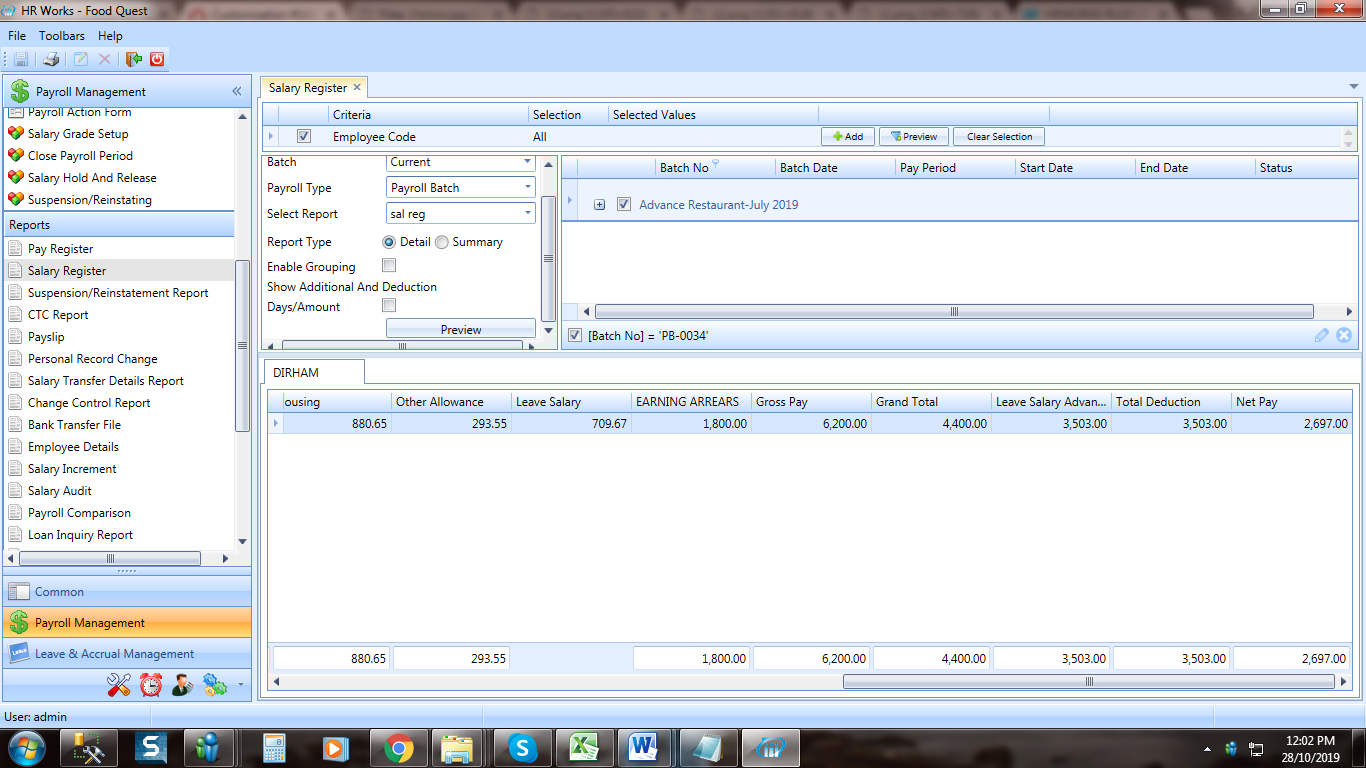 HR Works - Food Quest
File Toolbars Help
Payroll Management
Payroll Action Form
Salary Grade Setup
Close Payroll Period
Salary Hold And Release
Suspension/Reinstating
Reports
Pay Register
Salary Register
Suspension/Reinstatement Report
CTC Report
Payslip
Personal Record Change
Salary Transfer Details Report
Change Control Report
Bank Transfer File
Employee Details
Salary Increment
Salary Audit
Payroll Comparison
Loan Inquiry Report
Common
Payroll Management
Leave & Accrual Management
Salary Register
Criteria Selection Selected Values
Employee Code All Add Preview Clear Selection
Batch Current
Payroll Type Payroll Batch
Select Report sal reg
Report Type Detail Summary
Enable Grouping
Show Additional And Deduction
Days/Amount
Preview
Batch No Batch Date Pay Period Start Date End Date Status
Advance Restaurant-July 2019
[Batch No] = 'PB-0034'
DIRHAM
ousing Other Allowance Leave Salary EARNING ARREARS Gross Pay Grand Total Leave Salary Advan... Total Deduction Net Pay
880.65 293.55 709.67 1,800.00 6,200.00 4,400.00 3,503.00 3,503.00 2,697.00
880.65 293.55 1,800.00 6,200.00 4,400.00 3,503.00 3,503.00 2,697.00
User: admin
12:02 PM
28/10/2019